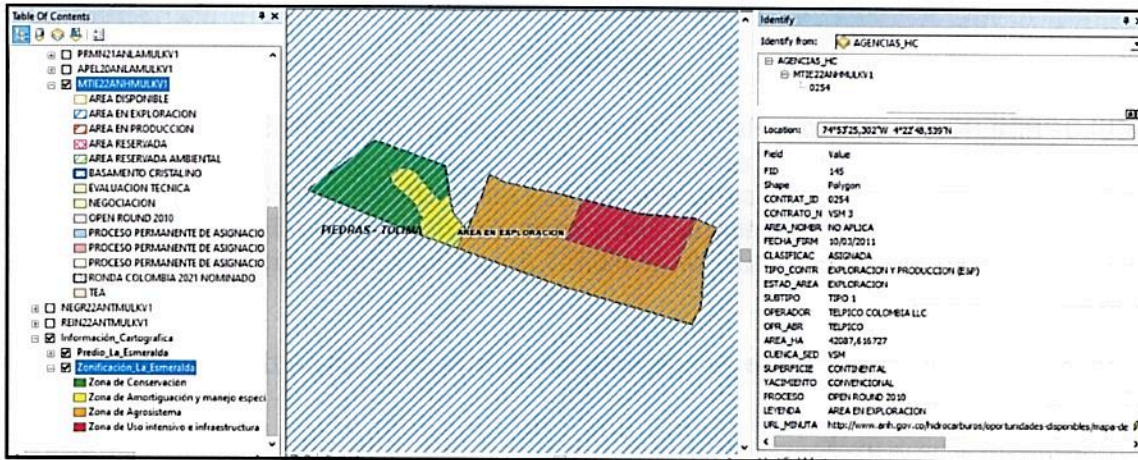 Table Of Contents
PRMN21ANLAMULKV1
APEL20ANLAMULKV1
MTIE22ANHMULKV1
AREA DISPONIBLE
AREA EN EXPLORACION
AREA EN PRODUCCION
AREA RESERVADA
AREA RESERVADA AMBIENTAL
BASAMENTO CRISTALINO
EVALUACION TECNICA
NEGOCIACION
OPEN ROUND 2010
PROCESO PERMANENTE DE ASIGNACIO
PROCESO PERMANENTE DE ASIGNACIO
PROCESO PERMANENTE DE ASIGNACIO
RONDA COLOMBIA 2021 NOMINADO
TEA
NEGR22ANTMULKV1
REIN22ANTMULKV1
Información_Cartografica
Predio_La_Esmeralda
Zonificación_La_Esmeralda
Zona de Conservación
Zona de Amortiguación y manejo especi
Zona de Agrosistema
Zona de Uso intensivo e infraestructura
PIEDRAS - TOLIMA
AREA EN EXPLORACION
Identify
Identify from: AGENCIAS_HC
AGENCIAS_HC
MTIE22ANHMULKV1
0254
Location: 74°53'25,302"W 4°22'48,539"N
Field Value
FID 145
Shape Polygon
CONTRAT_ID 0254
CONTRATO_N VSM 3
AREA_NOMBR NO APLICA
FECHA_FIRM 10/03/2011
CLASIFICAC ASIGNADA
TIPO_CONTR EXPLORACION Y PRODUCCION (E&P)
ESTAD_AREA EXPLORACION
SUBTIPO TIPO 1
OPERADOR TELPICO COLOMBIA LLC
OPR_ABR TELPICO
AREA_HA 42087,616727
CUENCA_SED VSM
SUPERFICIE CONTINENTAL
YACIMIENTO CONVENCIONAL
PROCESO OPEN ROUND 2010
LEYENDA AREA EN EXPLORACION
URL_MINUTA http://www.anh.gov.co/hidrocarburos/oportunidades-disponibles/mapa-de